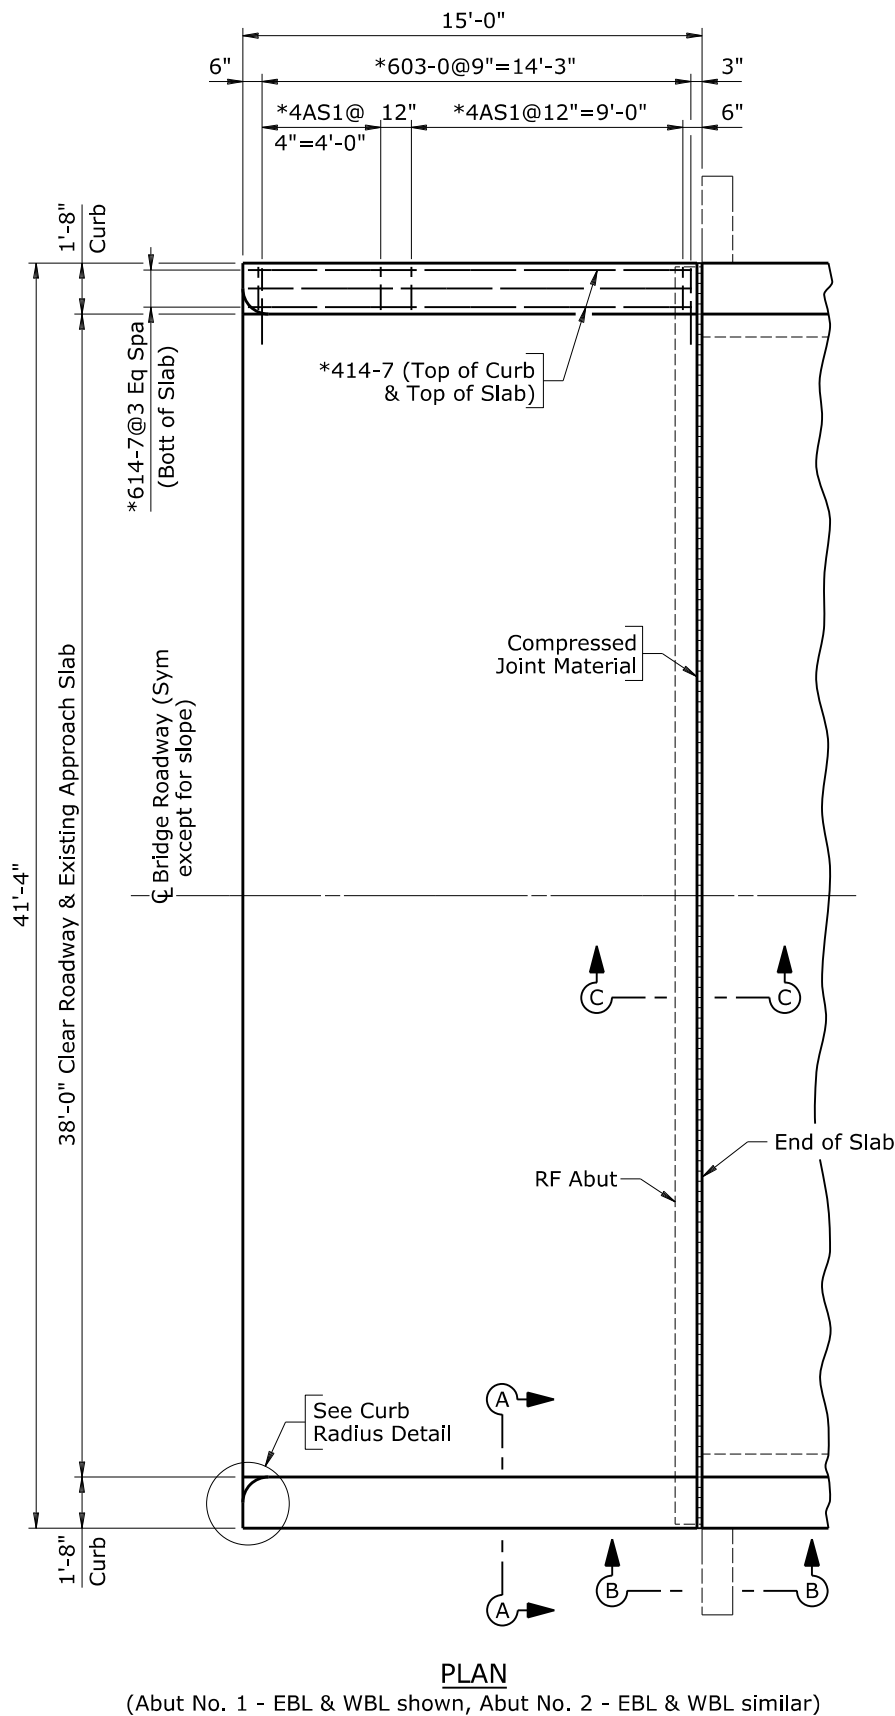 15'-0"
6"
*603-0@9"=14'-3"
3"
*4AS1@
4"=4'-0"
12"
*4AS1@12"=9'-0"
6"
1'-8"
Curb
*614-7@3 Eq Spa
(Bott of Slab)
*414-7 (Top of Curb
& Top of Slab)
Compressed
Joint Material
℄ Bridge Roadway (Sym
except for slope)
38'-0" Clear Roadway & Existing Approach Slab
41'-4"
C
C
End of Slab
RF Abut
See Curb
Radius Detail
A
A
B
B
1'-8"
Curb
PLAN
(Abut No. 1 - EBL & WBL shown, Abut No. 2 - EBL & WBL similar)